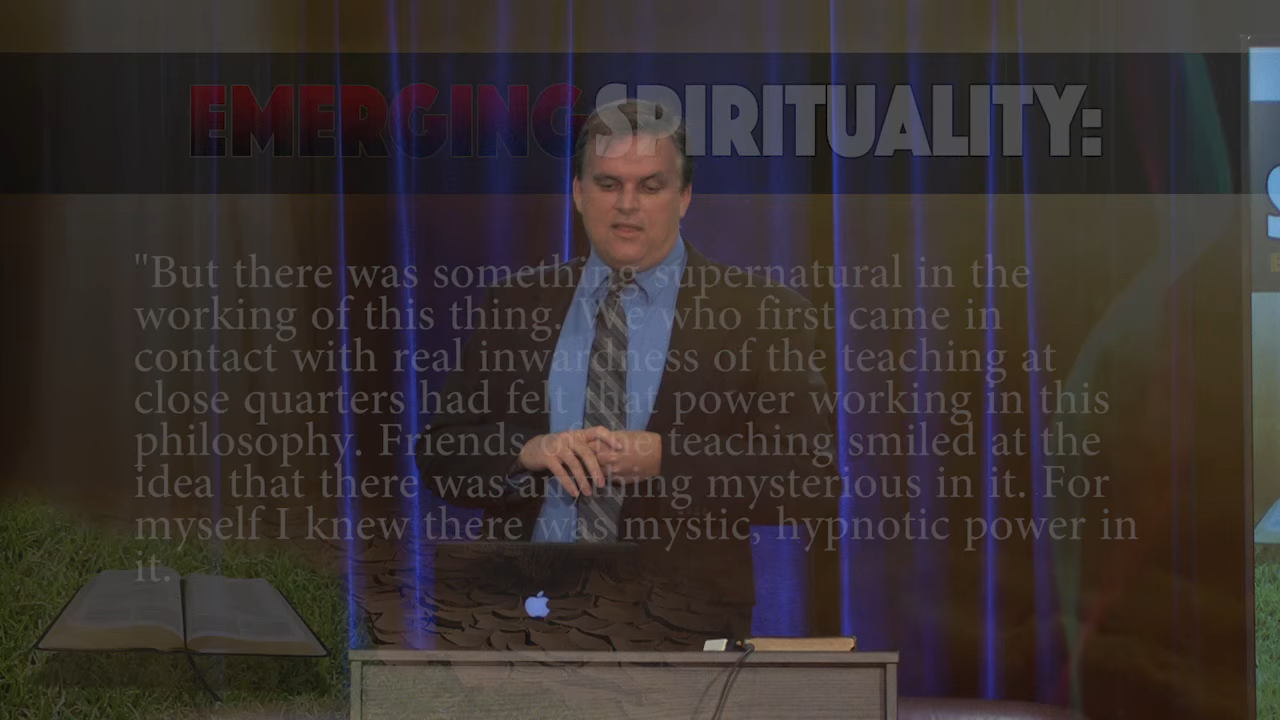 EMERGING SPIRITUALITY:
"But there was something supernatural in the
working of this thing. We who first came in
contact with real inwardness of the teaching at
close quarters had felt that power working in this
philosophy. Friends of the teaching smiled at the
idea that there was anything mysterious in it. For
myself I knew there was mystic, hypnotic power in
it.